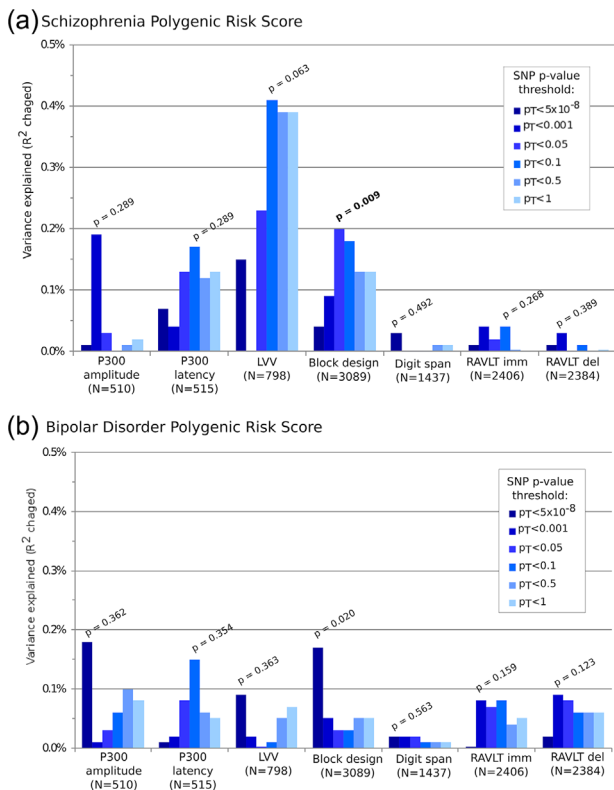 (a) Schizophrenia Polygenic Risk Score
Variance explained (R2 chaged)
0.5%
0.4%
0.3%
0.2%
0.1%
0.0%
SNP p-value
threshold:
pT<5x10-8
pT<0.001
pT<0.05
pT<0.1
pT<0.5
pT<1
p = 0.289
p = 0.289
p = 0.063
p = 0.009
p = 0.492
p = 0.268
p = 0.389
P300
amplitude
(N=510)
P300
latency
(N=515)
LVV
(N=798)
Block design
(N=3089)
Digit span
(N=1437)
RAVLT imm
(N=2406)
RAVLT del
(N=2384)
(b) Bipolar Disorder Polygenic Risk Score
Variance explained (R2 chaged)
0.5%
0.4%
0.3%
0.2%
0.1%
0.0%
SNP p-value
threshold:
pT<5x10-8
pT<0.001
pT<0.05
pT<0.1
pT<0.5
pT<1
p = 0.362
p = 0.354
p = 0.363
p = 0.020
p = 0.563
p = 0.159
p = 0.123
P300
amplitude
(N=510)
P300
latency
(N=515)
LVV
(N=798)
Block design
(N=3089)
Digit span
(N=1437)
RAVLT imm
(N=2406)
RAVLT del
(N=2384)